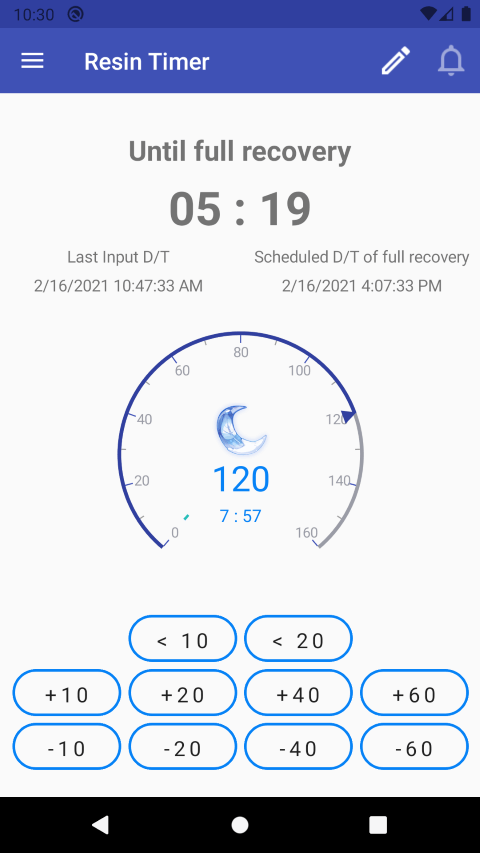 10:30
Resin Timer
Until full recovery
05 : 19
Last Input D/T
Scheduled D/T of full recovery
2/16/2021 10:47:33 AM
2/16/2021 4:07:33 PM
80
60
100
40
120
20
140
0
160
120
7 : 57
< 10
< 20
+10
+20
+40
+60
-10
-20
-40
-60